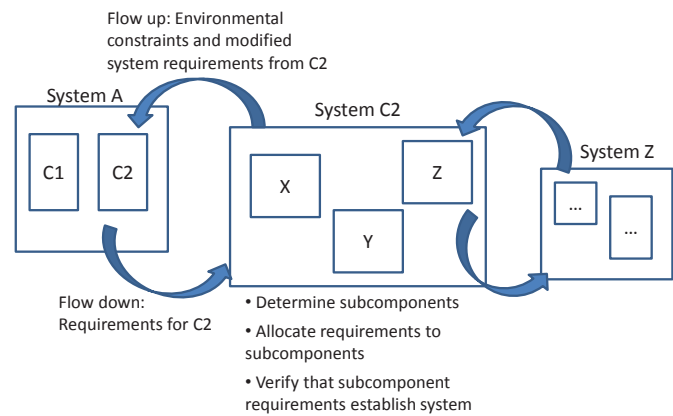 Flow up: Environmental
constraints and modified
system requirements from C2
System A
System C2
System Z
C1
C2
X
Z
Y
...
...
Flow down:
Requirements for C2
• Determine subcomponents
• Allocate requirements to
subcomponents
• Verify that subcomponent
requirements establish system